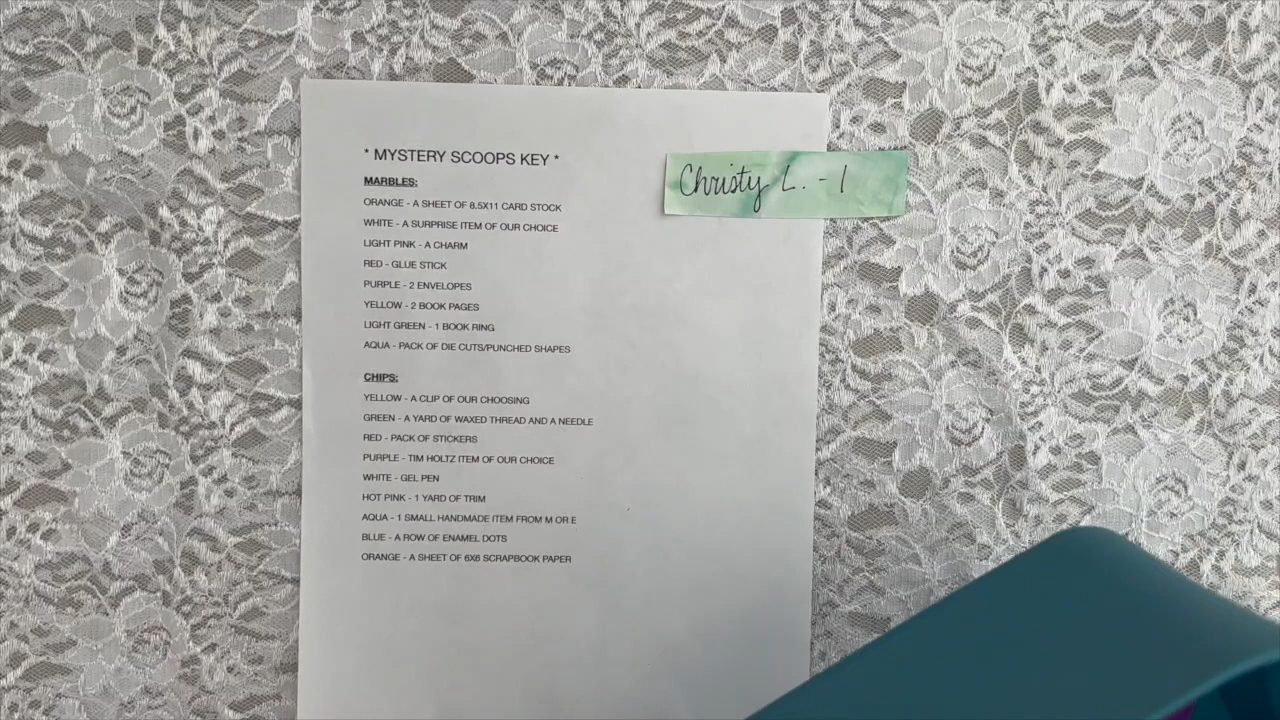 * MYSTERY SCOOPS KEY *
Christy L. - 1
MARBLES:
ORANGE - A SHEET OF 8.5X11 CARD STOCK
WHITE - A SURPRISE ITEM OF OUR CHOICE
LIGHT PINK - A CHARM
RED - GLUE STICK
PURPLE - 2 ENVELOPES
YELLOW - 2 BOOK PAGES
LIGHT GREEN - 1 BOOK RING
AQUA - PACK OF DIE CUTS/PUNCHED SHAPES
CHIPS:
YELLOW - A CLIP OF OUR CHOOSING
GREEN - A YARD OF WAXED THREAD AND A NEEDLE
RED - PACK OF STICKERS
PURPLE - TIM HOLTZ ITEM OF OUR CHOICE
WHITE - GEL PEN
HOT PINK - 1 YARD OF TRIM
AQUA - 1 SMALL HANDMADE ITEM FROM M OR E
BLUE - A ROW OF ENAMEL DOTS
ORANGE - A SHEET OF 6X6 SCRAPBOOK PAPER